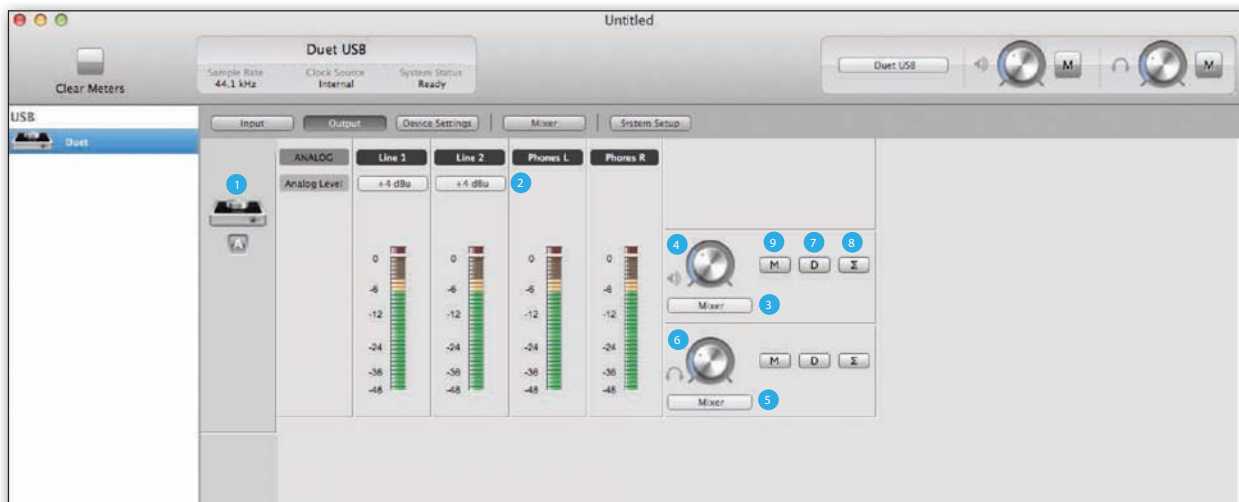 Untitled
Clear Meters
Duet USB
Sample Rate Clock Source System Status
44.1 kHz Internal Ready
Duet USB M M
USB
Duet
Input Output Device Settings Mixer System Setup
ANALOG Line 1 Line 2 Phones L Phones R
1
Analog Level +4 dBu +4 dBu 2
A
0 0 0 0
-6 -6 -6 -6
-12 -12 -12 -12
-24 -24 -24 -24
-36 -36 -36 -36
-48 -48 -48 -48
4 9 7 8
M D Σ
Mixer 3
6
M D Σ
Mixer 5